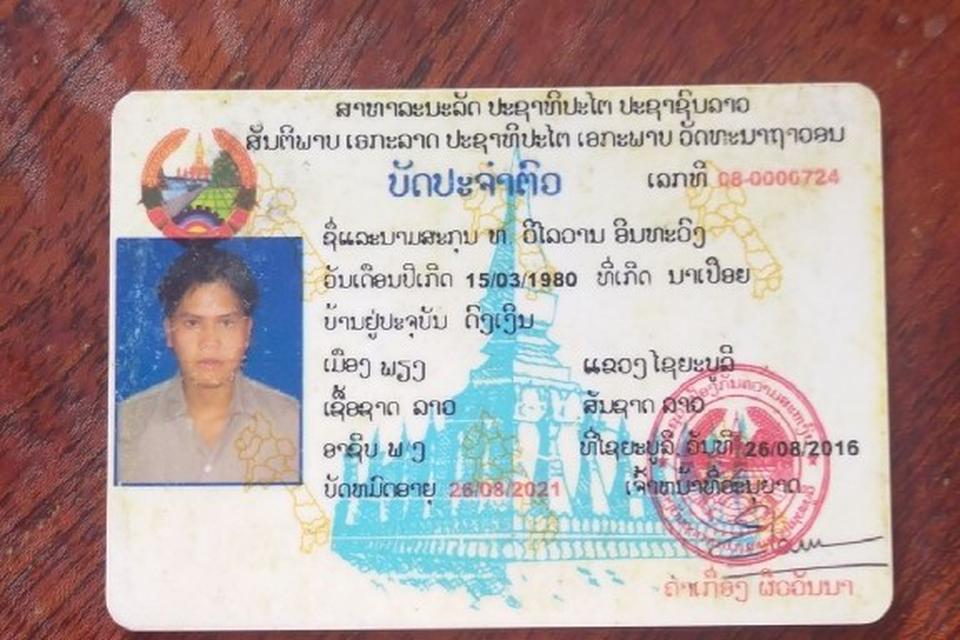 ສາທາລະນະລັດ ປະຊາທິປະໄຕ ປະຊາຊົນລາວ
ສັນຕິພາບ ເອກະລາດ ປະຊາທິປະໄຕ ເອກະພາບ ວັດທະນາຖາວອນ
ບັດປະຈຳຕົວ ເລກທີ 08-0000724
ຊື່ແລະນາມສະກຸນ ທ. ວິໄລວານ ອິນທະວົງ
ວັນເດືອນປີເກີດ 15/03/1980 ທີ່ເກີດ ນາເປືອຍ
ບ້ານຢູ່ປະຈຸບັນ ດົງເງິນ
ເມືອງ ພຽງ ແຂວງ ໄຊຍະບູລີ
ເຊື້ອຊາດ ລາວ ສັນຊາດ ລາວ
ອາຊີບ ພ ງ ທີ່ໄຊຍະບູລີ, ວັນທີ 26/08/2016
ບັດຫມົດອາຍຸ 26/08/2021 ເຈົ້າຫນ້າທີ່ອະນຸຍາດ
ຄຳເກື່ອງ ຜິວວັນນາ